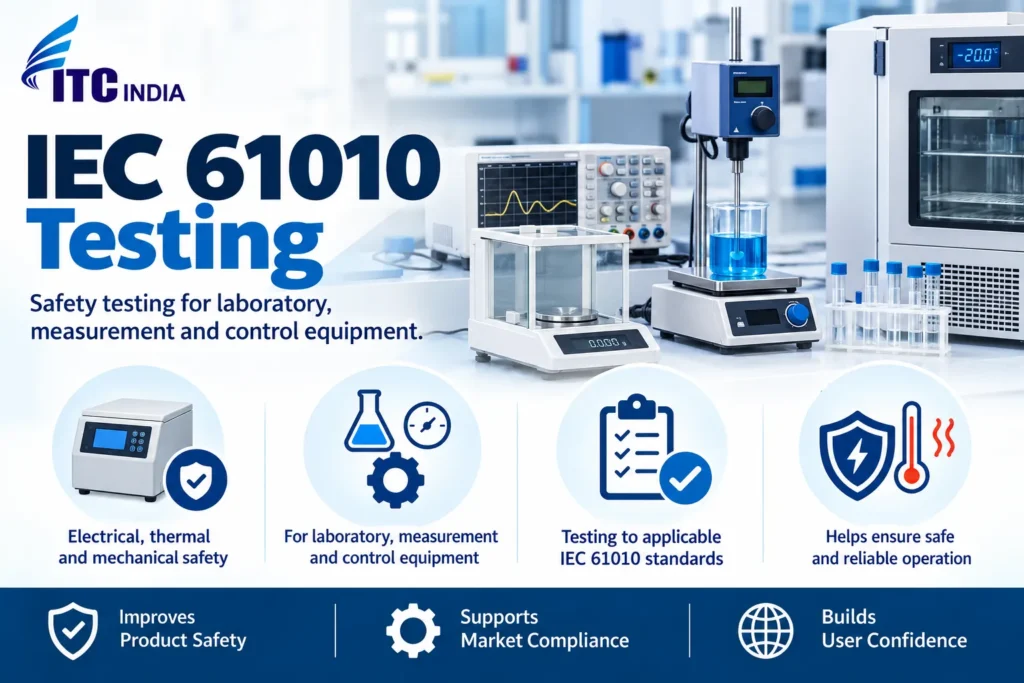 ITC INDIA
IEC 61010
Testing
Safety testing for laboratory,
measurement and control equipment.
-20.0°
0.000 g
Electrical, thermal
and mechanical safety
For laboratory, measurement
and control equipment
Testing to applicable
IEC 61010 standards
Helps ensure safe
and reliable operation
Improves
Product Safety
Supports
Market Compliance
Builds
User Confidence